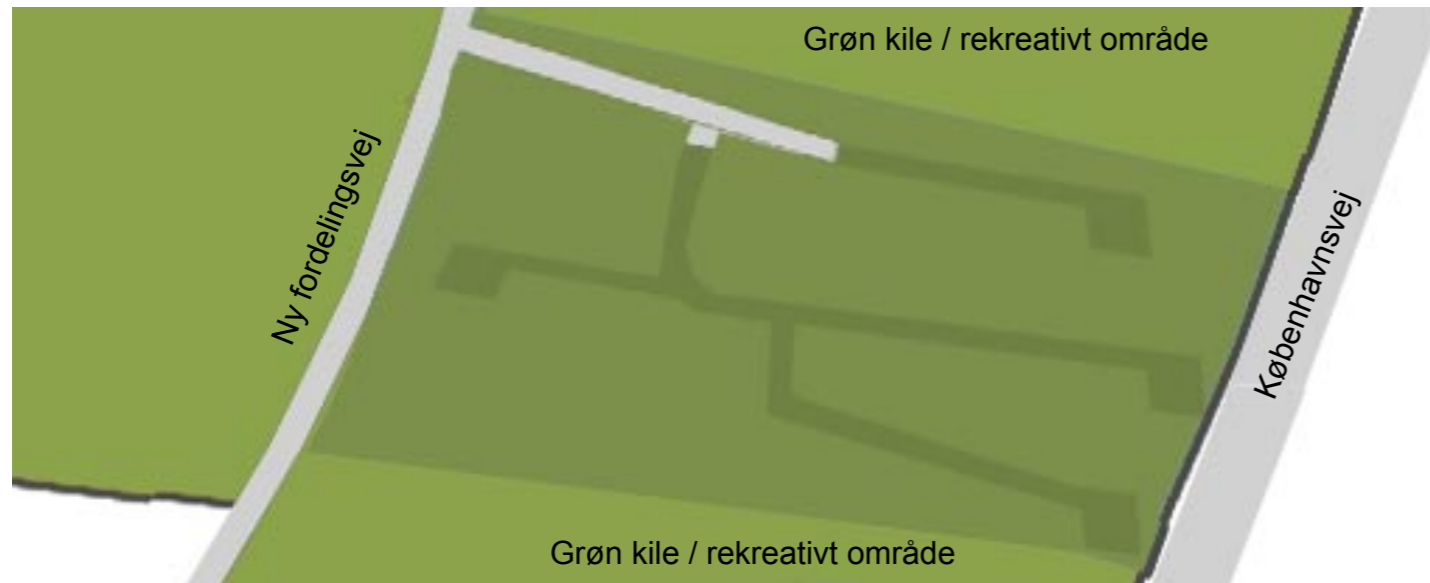 Grøn kile / rekreativt område
Ny fordelingsvej
Københavnsvej
Grøn kile / rekreativt område